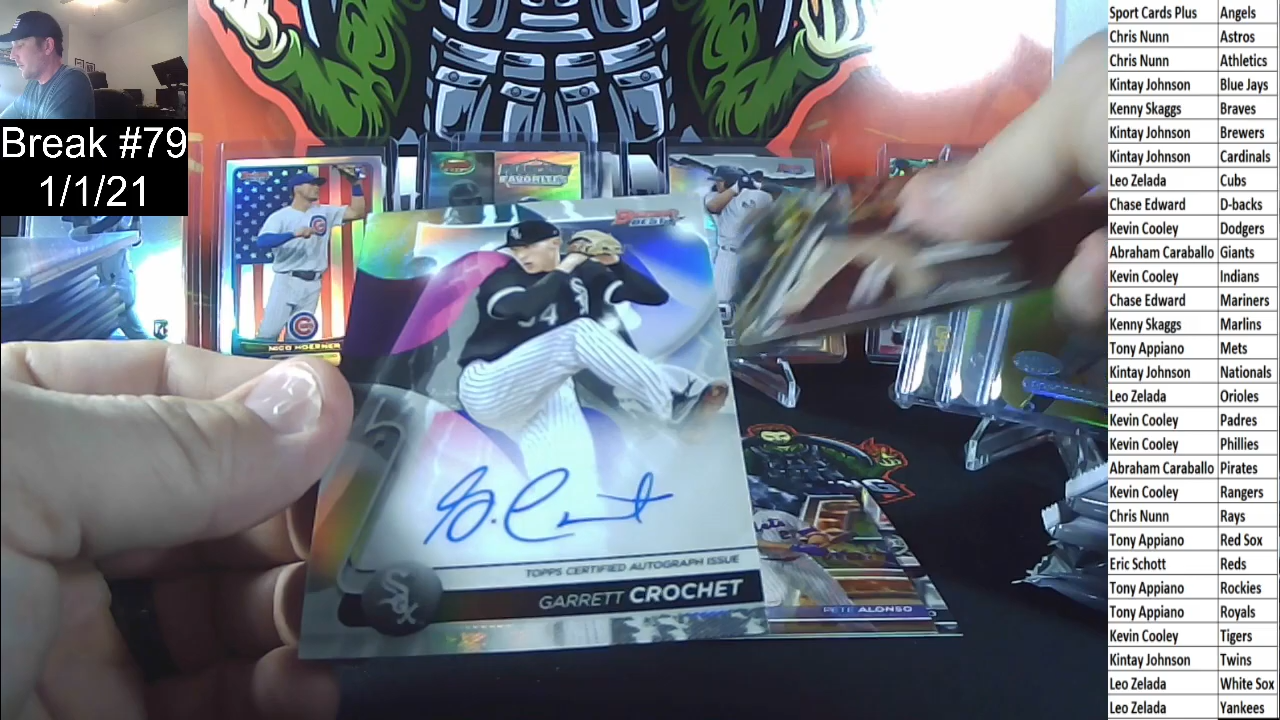 Break #79
1/1/21
Sport Cards Plus Angels
Chris Nunn Astros
Chris Nunn Athletics
Kintay Johnson Blue Jays
Kenny Skaggs Braves
Kintay Johnson Brewers
Kintay Johnson Cardinals
Leo Zelada Cubs
Chase Edward D-backs
Kevin Cooley Dodgers
Abraham Caraballo Giants
Kevin Cooley Indians
Chase Edward Mariners
Kenny Skaggs Marlins
Tony Appiano Mets
Kintay Johnson Nationals
Leo Zelada Orioles
Kevin Cooley Padres
Kevin Cooley Phillies
Abraham Caraballo Pirates
Kevin Cooley Rangers
Chris Nunn Rays
Tony Appiano Red Sox
Eric Schott Reds
Tony Appiano Rockies
Tony Appiano Royals
Kevin Cooley Tigers
Kintay Johnson Twins
Leo Zelada White Sox
Leo Zelada Yankees
FAVORITES
NICO HOERNER
CUBS
BEST
34
Sox
TOPPS CERTIFIED AUTOGRAPH ISSUE
GARRETT CROCHET
SOX
PETE ALONSO